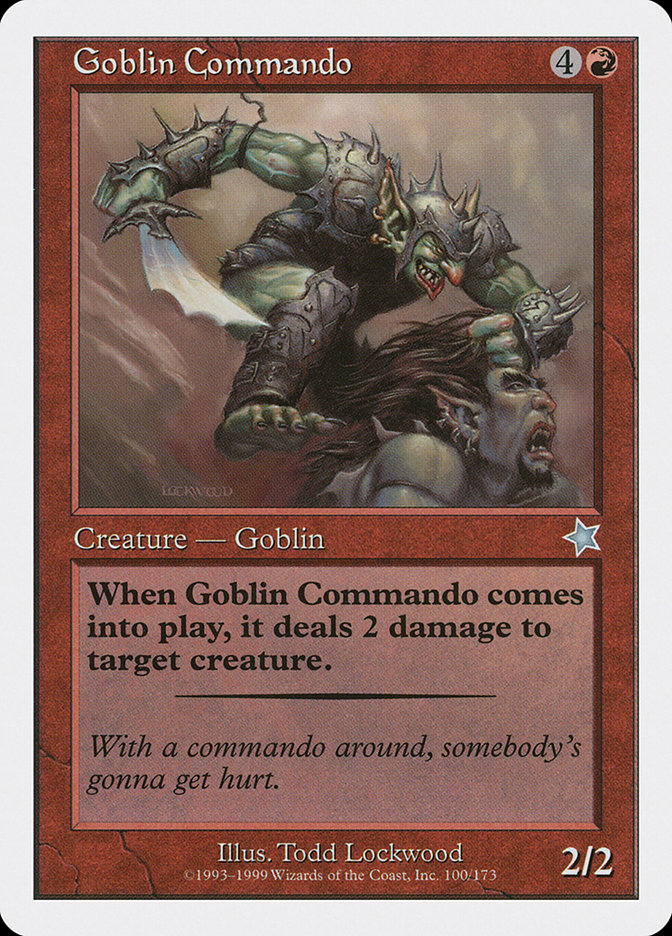 Goblin Commando
4
LOCKWOOD
Creature — Goblin
When Goblin Commando comes
into play, it deals 2 damage to
target creature.
With a commando around, somebody's
gonna get hurt.
Illus. Todd Lockwood
2/2
©1993–1999 Wizards of the Coast, Inc. 100/173